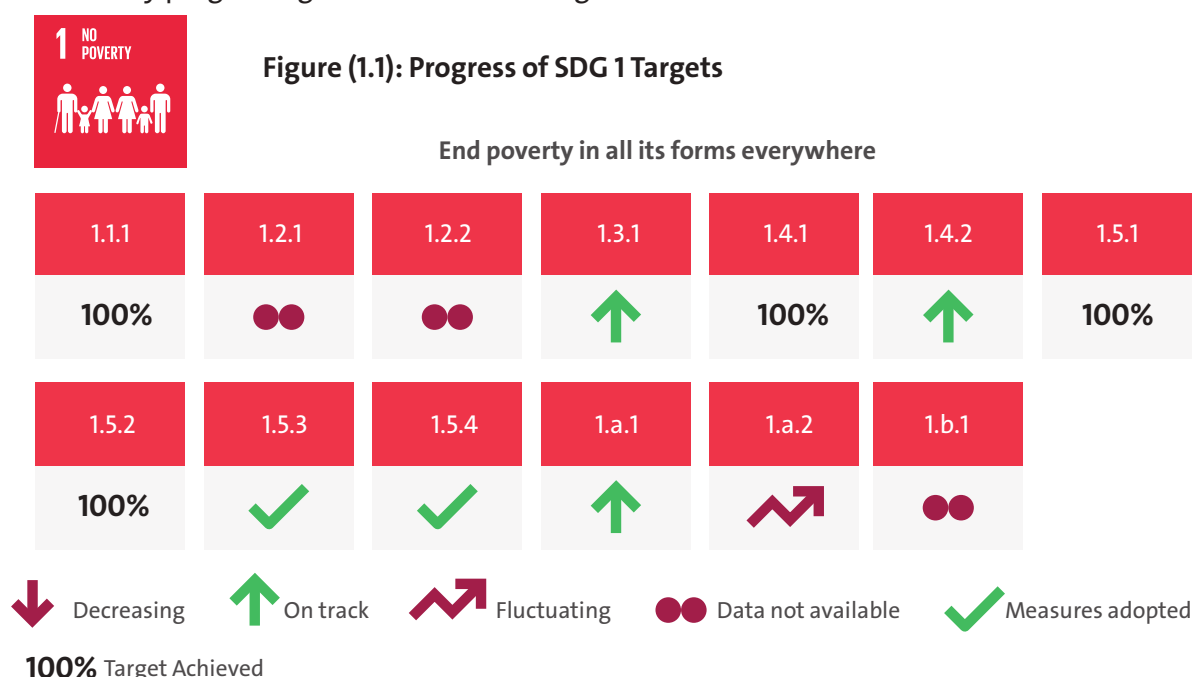 1 NO
POVERTY
Figure (1.1): Progress of SDG 1 Targets
End poverty in all its forms everywhere
1.1.1 1.2.1 1.2.2 1.3.1 1.4.1 1.4.2 1.5.1
100% 100% 100%
1.5.2 1.5.3 1.5.4 1.a.1 1.a.2 1.b.1
100%
Decreasing On track Fluctuating Data not available Measures adopted
100% Target Achieved